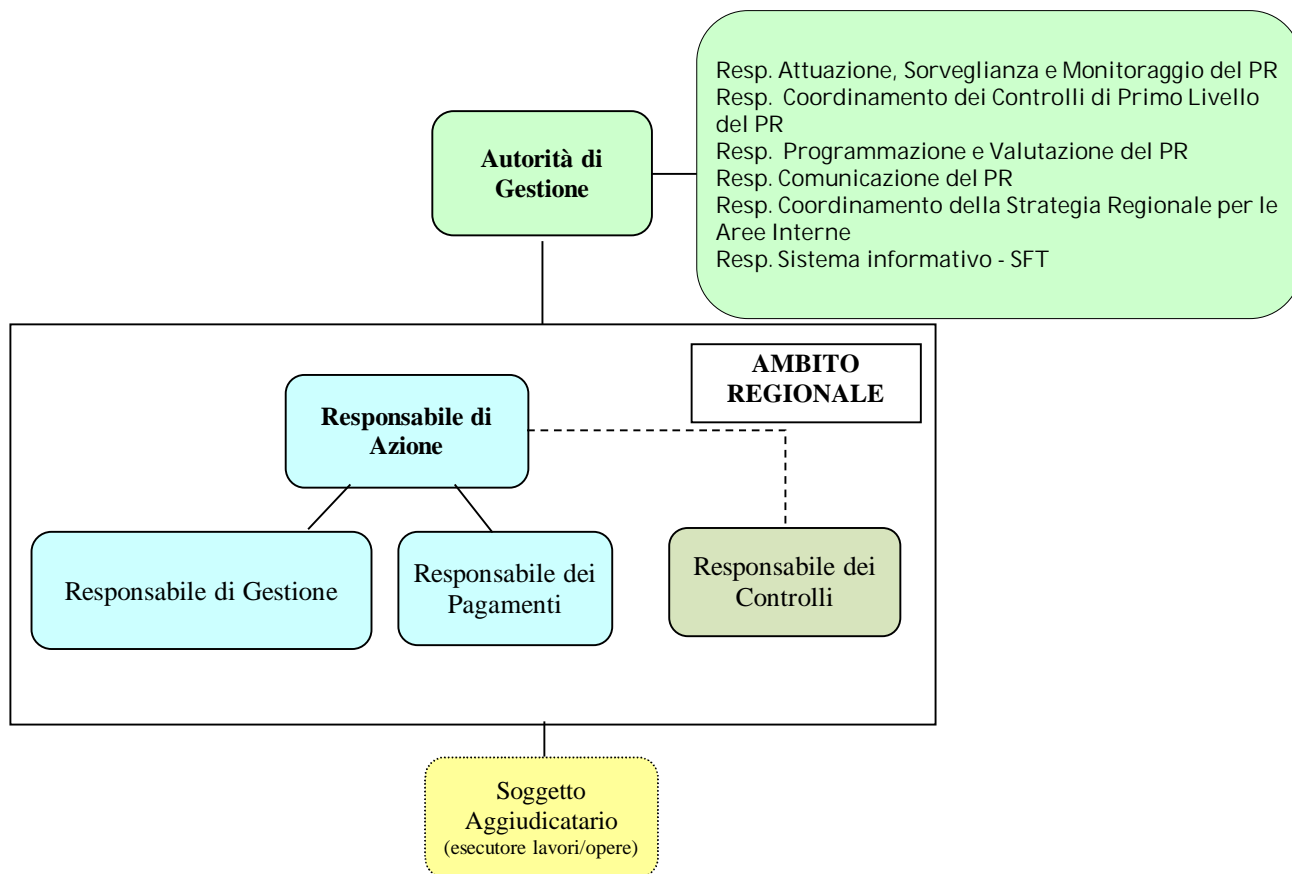 Resp. Attuazione, Sorveglianza e Monitoraggio del PR
Resp. Coordinamento dei Controlli di Primo Livello
del PR
Resp. Programmazione e Valutazione del PR
Resp. Comunicazione del PR
Resp. Coordinamento della Strategia Regionale per le
Aree Interne
Resp. Sistema informativo - SFT
Autorità di
Gestione
AMBITO
REGIONALE
Responsabile di
Azione
Responsabile di Gestione
Responsabile dei
Pagamenti
Responsabile dei
Controlli
Soggetto
Aggiudicatario
(esecutore lavori/opere)